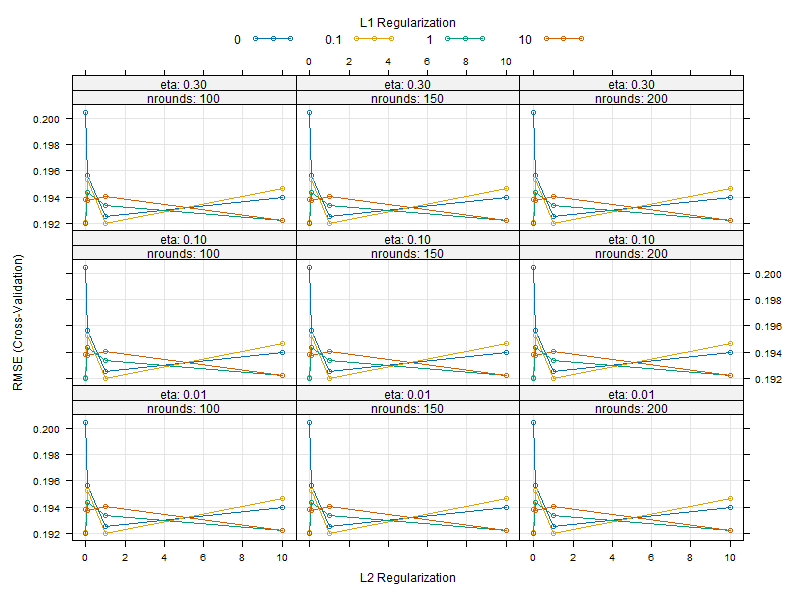 L1 Regularization
0 0.1 1 10
0 2 4 6 8 10
eta: 0.30 eta: 0.30 eta: 0.30
nrounds: 100 nrounds: 150 nrounds: 200
0.200
0.198
0.196
0.194
0.192
eta: 0.10 eta: 0.10 eta: 0.10
nrounds: 100 nrounds: 150 nrounds: 200
0.200
0.198
0.196
0.194
0.192
RMSE (Cross-Validation)
eta: 0.01 eta: 0.01 eta: 0.01
nrounds: 100 nrounds: 150 nrounds: 200
0.200
0.198
0.196
0.194
0.192
0 2 4 6 8 10 0 2 4 6 8 10
L2 Regularization